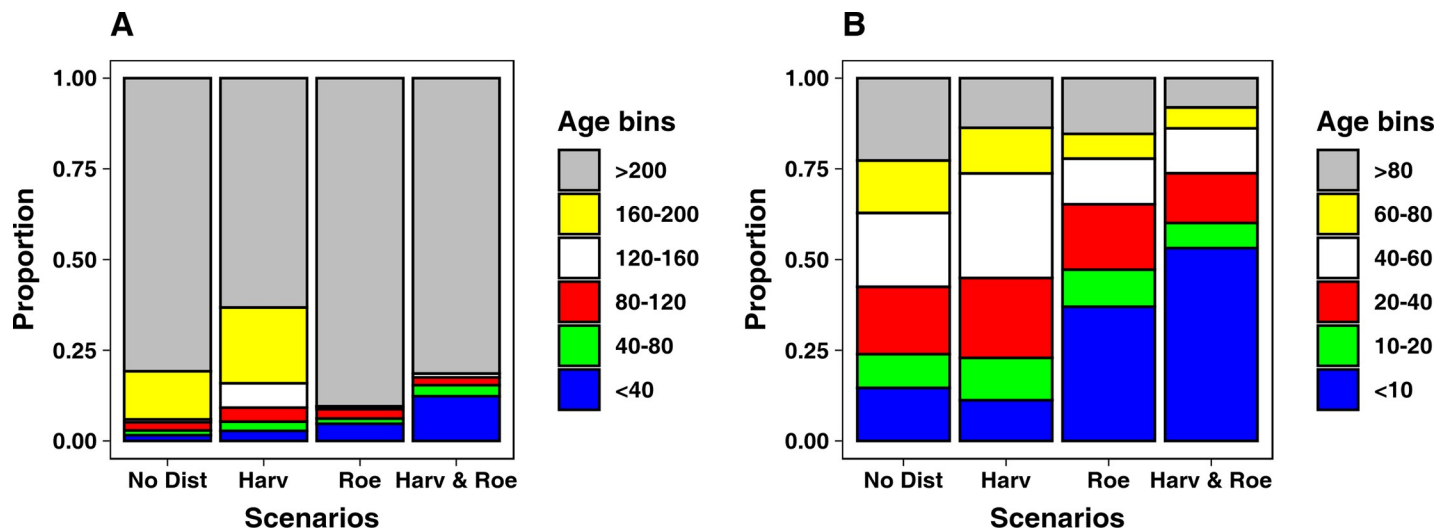 A
Proportion
1.00
0.75
0.50
0.25
0.00
No Dist
Harv
Roe
Harv & Roe
Scenarios
Age bins
>200
160-200
120-160
80-120
40-80
<40
B
Proportion
1.00
0.75
0.50
0.25
0.00
No Dist
Harv
Roe
Harv & Roe
Scenarios
Age bins
>80
60-80
40-60
20-40
10-20
<10